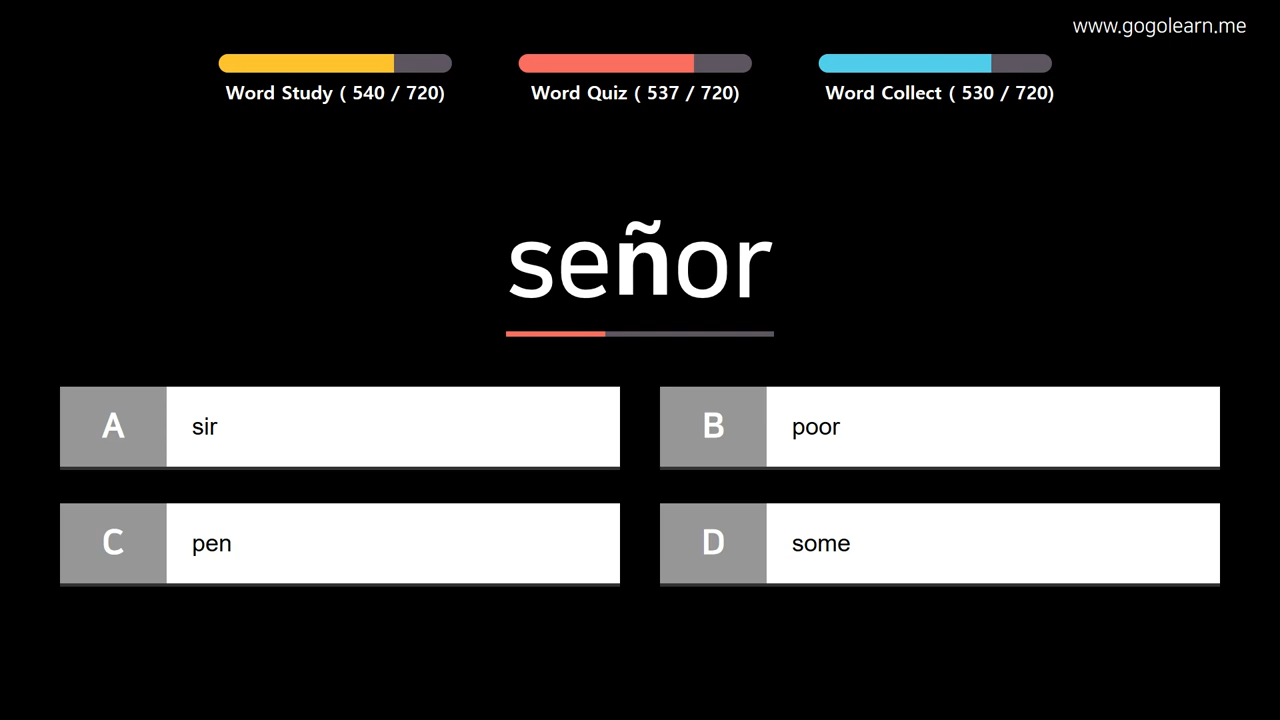 www.gogolearn.me
Word Study ( 540 / 720)
Word Quiz ( 537 / 720)
Word Collect ( 530 / 720)
señor
A
sir
B
poor
C
pen
D
some